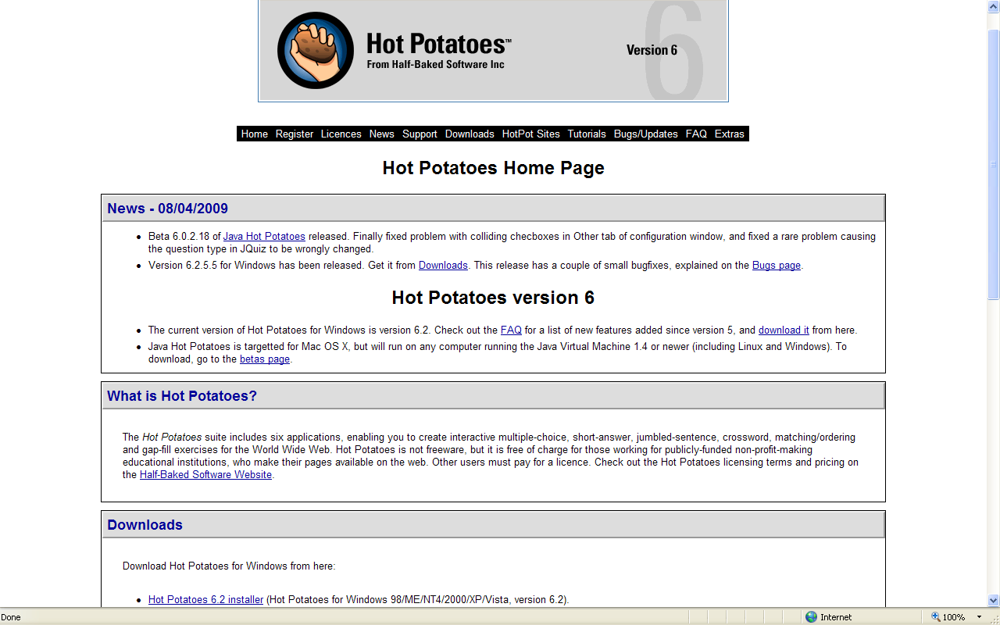 Hot Potatoes™
From Half-Baked Software Inc
Version 6
6
Home Register Licences News Support Downloads HotPot Sites Tutorials Bugs/Updates FAQ Extras
Hot Potatoes Home Page
News - 08/04/2009
• Beta 6.0.2.18 of Java Hot Potatoes released. Finally fixed problem with colliding checboxes in Other tab of configuration window, and fixed a rare problem causing
the question type in JQuiz to be wrongly changed.
• Version 6.2.5.5 for Windows has been released. Get it from Downloads. This release has a couple of small bugfixes, explained on the Bugs page.
Hot Potatoes version 6
• The current version of Hot Potatoes for Windows is version 6.2. Check out the FAQ for a list of new features added since version 5, and download it from here.
• Java Hot Potatoes is targetted for Mac OS X, but will run on any computer running the Java Virtual Machine 1.4 or newer (including Linux and Windows). To
download, go to the betas page.
What is Hot Potatoes?
The Hot Potatoes suite includes six applications, enabling you to create interactive multiple-choice, short-answer, jumbled-sentence, crossword, matching/ordering
and gap-fill exercises for the World Wide Web. Hot Potatoes is not freeware, but it is free of charge for those working for publicly-funded non-profit-making
educational institutions, who make their pages available on the web. Other users must pay for a licence. Check out the Hot Potatoes licensing terms and pricing on
the Half-Baked Software Website.
Downloads
Download Hot Potatoes for Windows from here:
• Hot Potatoes 6.2 installer (Hot Potatoes for Windows 98/ME/NT4/2000/XP/Vista, version 6.2).
Done
Internet
100%